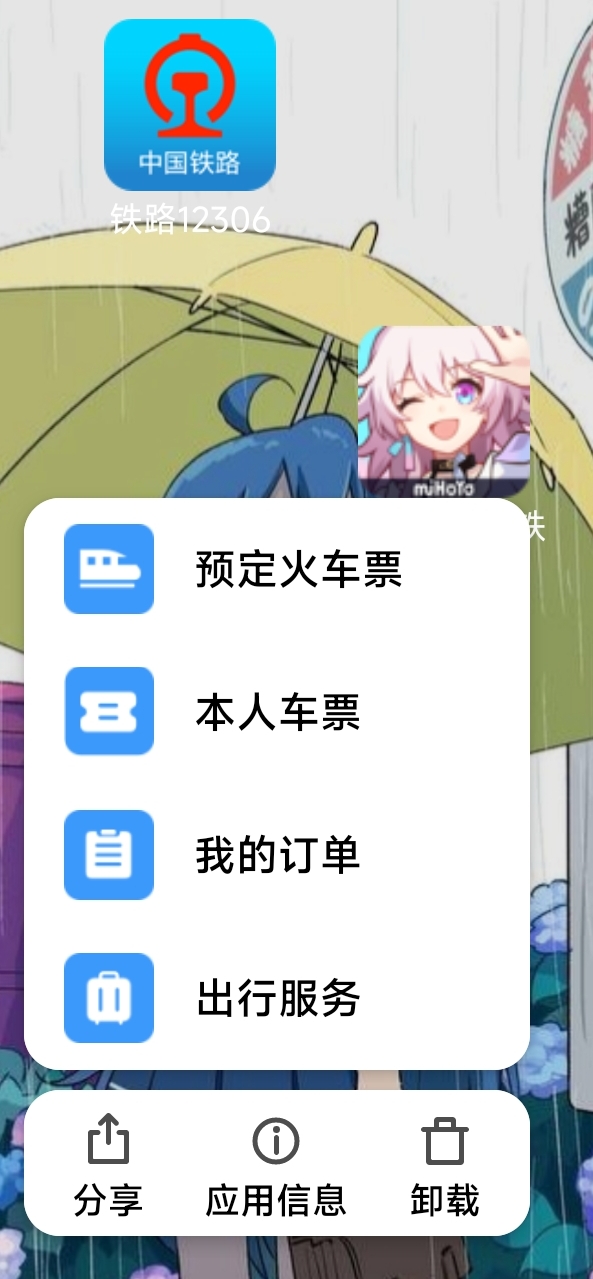 中国铁路
铁路12306
糟
miHoYo
铁
预定火车票
本人车票
我的订单
出行服务
分享
应用信息
卸载